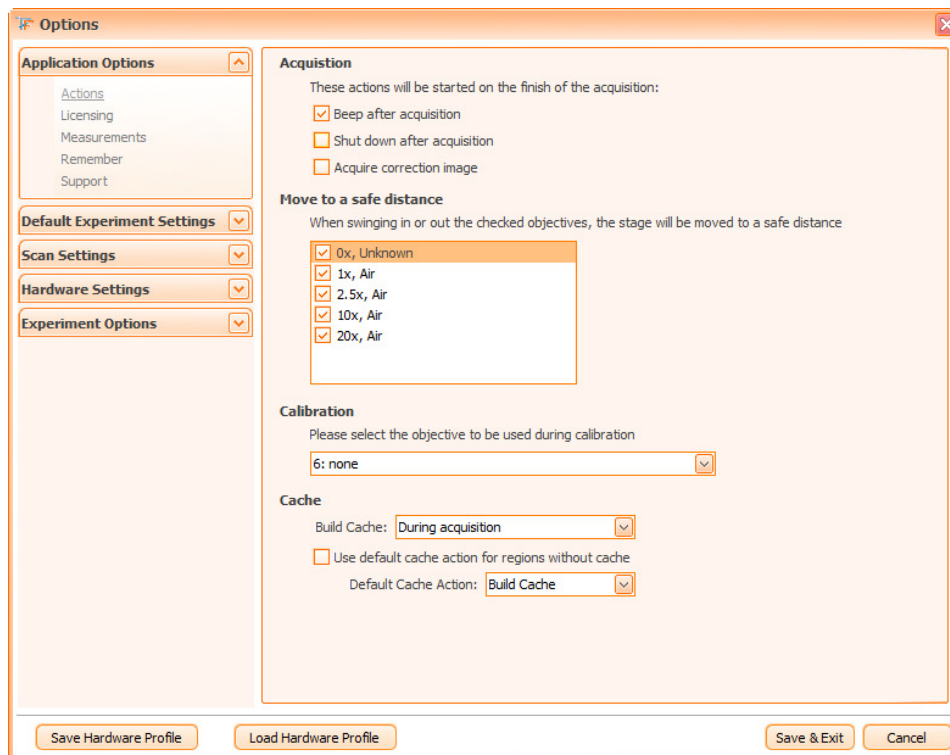 Options
Application Options
Actions
Licensing
Measurements
Remember
Support
Default Experiment Settings
Scan Settings
Hardware Settings
Experiment Options
Acquistion
These actions will be started on the finish of the acquisition:
Beep after acquisition
Shut down after acquisition
Acquire correction image
Move to a safe distance
When swinging in or out the checked objectives, the stage will be moved to a safe distance
0x, Unknown
1x, Air
2.5x, Air
10x, Air
20x, Air
Calibration
Please select the objective to be used during calibration
6: none
Cache
Build Cache: During acquisition
Use default cache action for regions without cache
Default Cache Action: Build Cache
Save Hardware Profile Load Hardware Profile Save & Exit Cancel